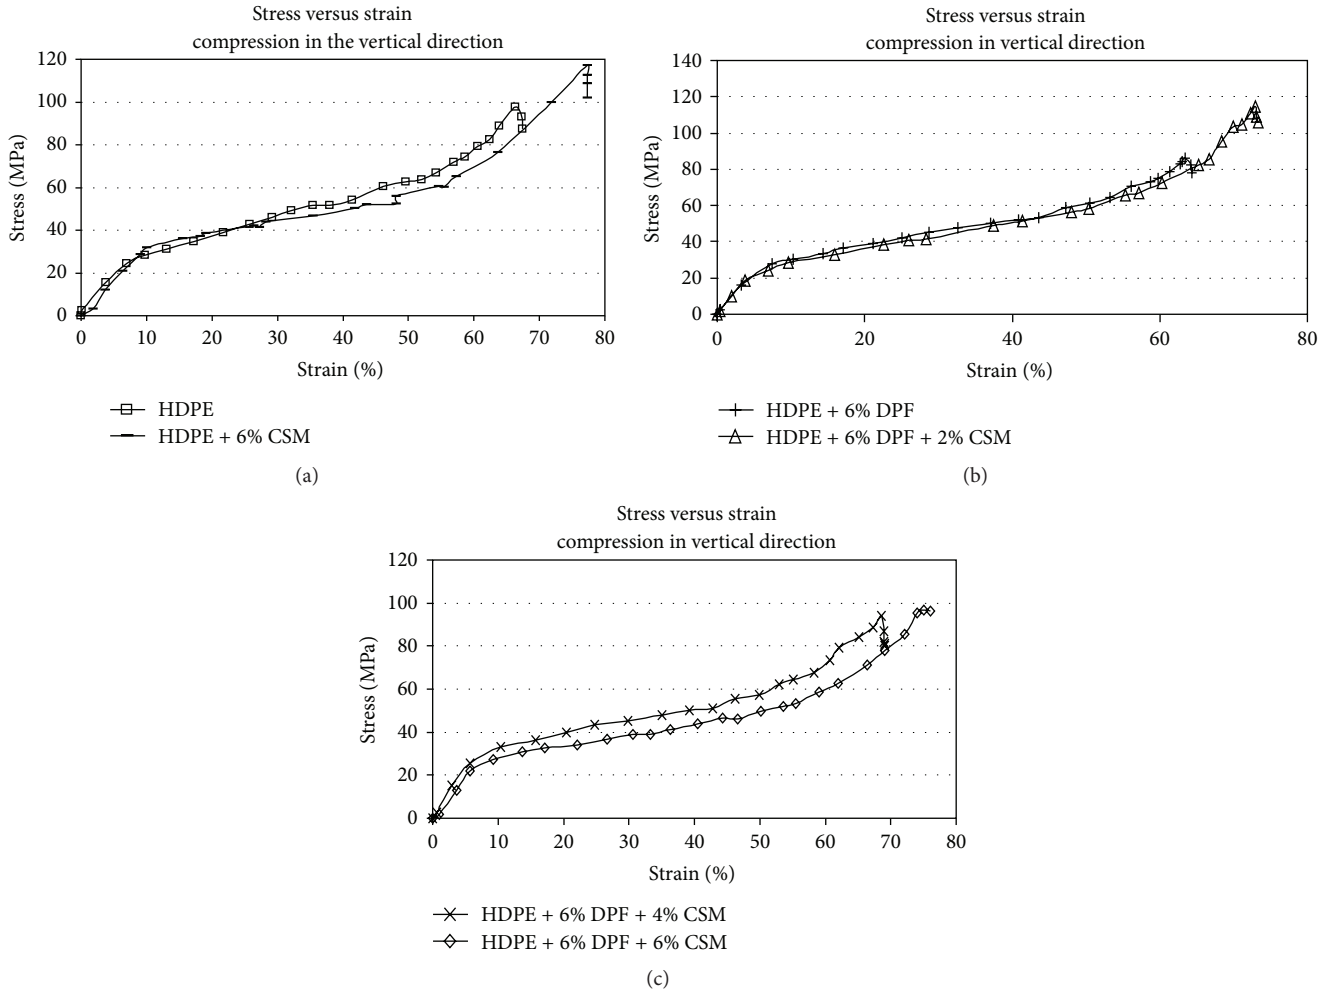 Stress versus strain
compression in the vertical direction
120
100
80
60
40
20
0
Stress (MPa)
0 10 20 30 40 50 60 70 80
Strain (%)
HDPE
HDPE + 6% CSM
(a)
Stress versus strain
compression in vertical direction
140
120
100
80
60
40
20
0
Stress (MPa)
0 20 40 60 80
Strain (%)
HDPE + 6% DPF
HDPE + 6% DPF + 2% CSM
(b)
Stress versus strain
compression in vertical direction
120
100
80
60
40
20
0
Stress (MPa)
0 10 20 30 40 50 60 70 80
Strain (%)
HDPE + 6% DPF + 4% CSM
HDPE + 6% DPF + 6% CSM
(c)